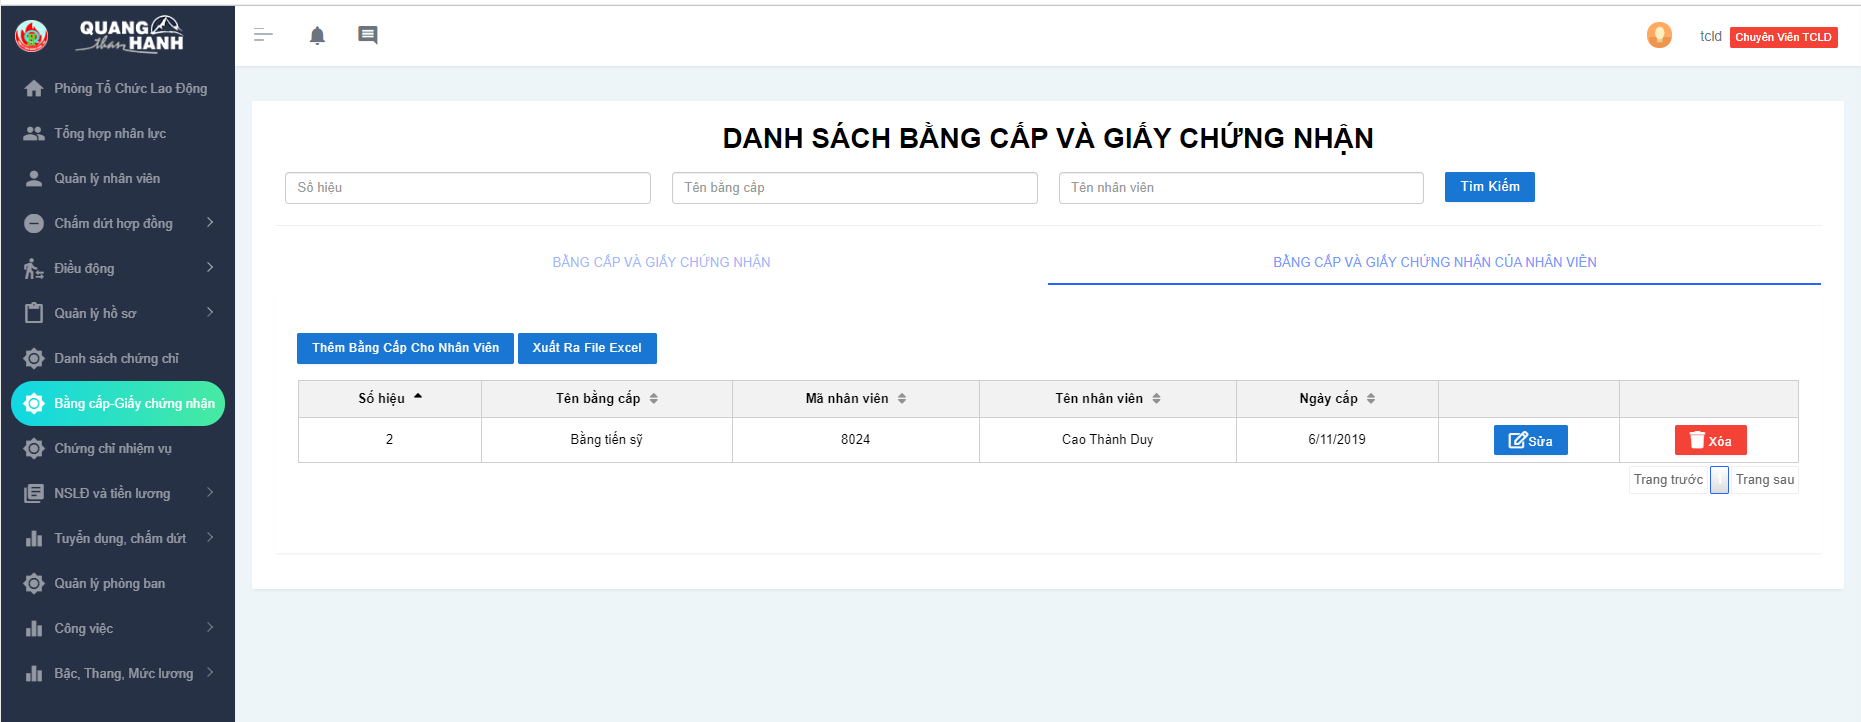 QUANG HANH
than
tcld Chuyên Viên TCLD
Phòng Tổ Chức Lao Động
Tổng hợp nhân lực
Quản lý nhân viên
Chấm dứt hợp đồng
Điều động
Quản lý hồ sơ
Danh sách chứng chỉ
Bằng cấp-Giấy chứng nhận
Chứng chỉ nhiệm vụ
NSLĐ và tiền lương
Tuyển dụng, chấm dứt
Quản lý phòng ban
Công việc
Bậc, Thang, Mức lương
DANH SÁCH BẰNG CẤP VÀ GIẤY CHỨNG NHẬN
Số hiệu Tên bằng cấp Tên nhân viên Tìm Kiếm
BẰNG CẤP VÀ GIẤY CHỨNG NHẬN BẰNG CẤP VÀ GIẤY CHỨNG NHẬN CỦA NHÂN VIÊN
Thêm Bằng Cấp Cho Nhân Viên Xuất Ra File Excel
Số hiệu Tên bằng cấp Mã nhân viên Tên nhân viên Ngày cấp
2 Bằng tiến sỹ 8024 Cao Thành Duy 6/11/2019 Sửa Xóa
Trang trước 1 Trang sau